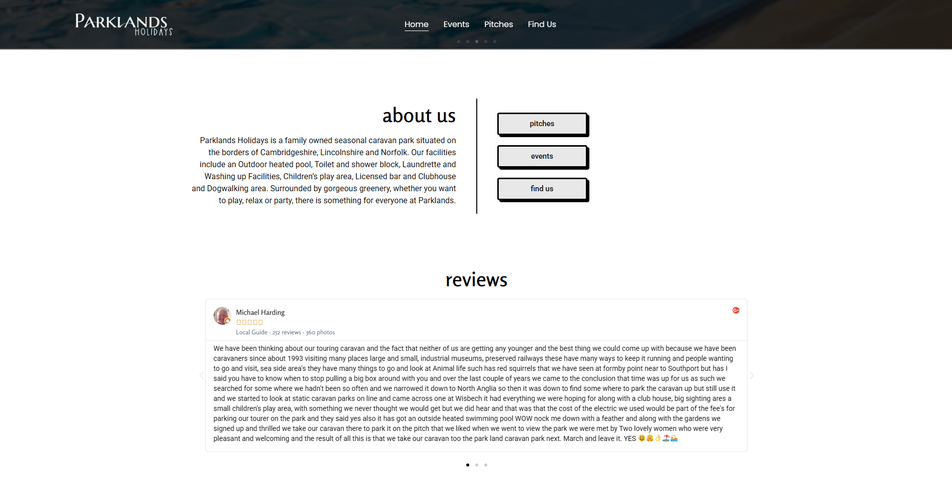 PARKLANDS
HOLIDAYS
Home Events Pitches Find Us
about us
Parklands Holidays is a family owned seasonal caravan park situated on
the borders of Cambridgeshire, Lincolnshire and Norfolk. Our facilities
include an Outdoor heated pool, Toilet and shower block, Laundrette and
Washing up Facilities, Children's play area, Licensed bar and Clubhouse
and Dogwalking area. Surrounded by gorgeous greenery, whether you want
to play, relax or party, there is something for everyone at Parklands.
pitches
events
find us
reviews
Michael Harding
Local Guide · 252 reviews · 360 photos
We have been thinking about our touring caravan and the fact that neither of us are getting any younger and the best thing we could come up with because we have been
caravaners since about 1993 visiting many places large and small, industrial museums, preserved railways these have many ways to keep it running and people wanting
to go and visit, sea side area's they have many things to go and look at Animal life such has red squirrels that we have seen at formby point near to Southport but has I
said you have to know when to stop pulling a big box around with you and over the last couple of years we came to the conclusion that time was up for us as such we
searched for some where we hadn't been so often and we narrowed it down to North Anglia so then it was down to find some where to park the caravan up but still use it
and we started to look at static caravan parks on line and came across one at Wisbech it had everything we were hoping for along with a club house, big sighting ares a
small children's play area, with something we never thought we would get but we did hear and that was that the cost of the electric we used would be part of the fee's for
parking our tourer on the park and they said yes also it has got an outside heated swimming pool WOW nock me down with a feather and along with the gardens we
signed up and thrilled we take our caravan there to park it on the pitch that we liked when we went to view the park we were met by Two lovely women who were very
pleasant and welcoming and the result of all this is that we take our caravan too the park land caravan park next. March and leave it. YES